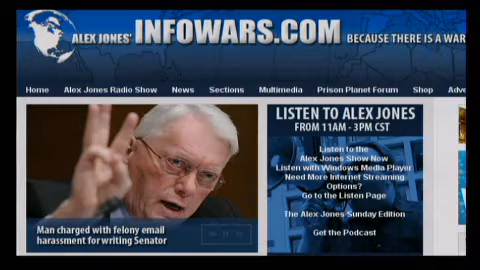 ALEX JONES' INFOWARS.COM BECAUSE THERE IS A WAR
Home Alex Jones Radio Show News Sections Multimedia Prison Planet Forum Shop Adve
LISTEN TO ALEX JONES
FROM 11AM - 3PM CST
Listen to the
Alex Jones Show Now
Listen with Windows Media Player
Need More Internet Streaming
Options?
Go to the Listen Page
The Alex Jones Sunday Edition
Get the Podcast
Man charged with felony email
harassment for writing Senator